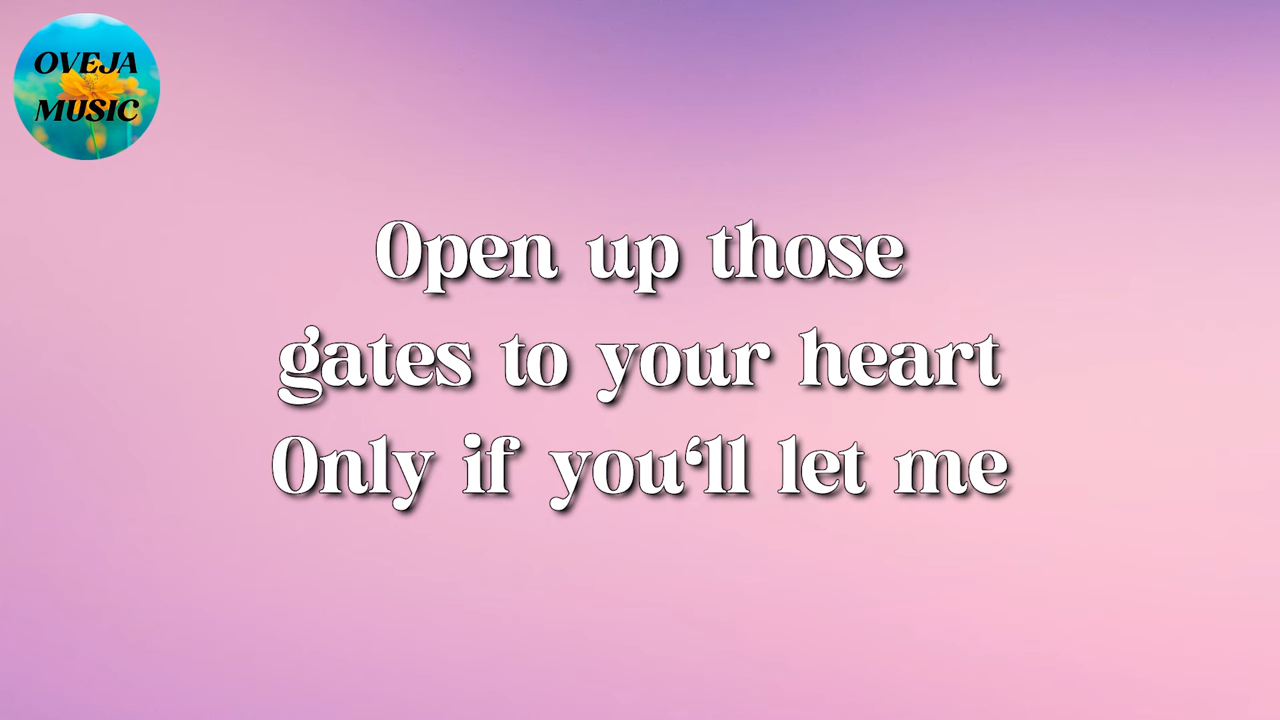 OVEJA
MUSIC
Open up those
gates to your heart
Only if you‘ll let me